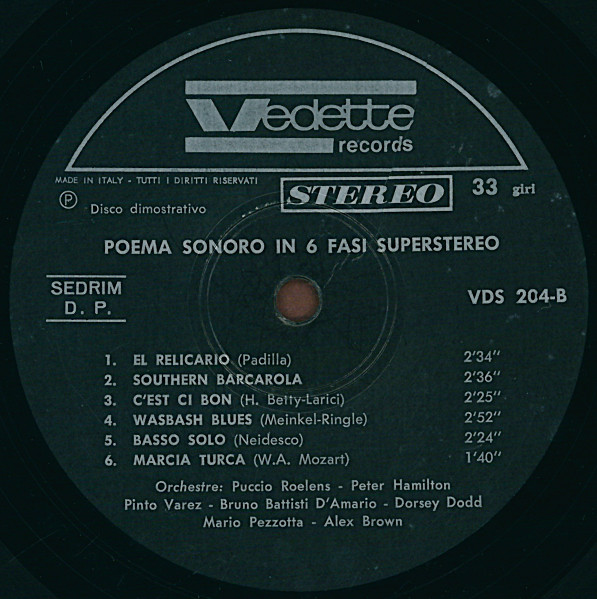 Vedette
records
MADE IN ITALY - TUTTI I DIRITTI RISERVATI
STEREO
33 giri
P Disco dimostrativo
POEMA SONORO IN 6 FASI SUPERSTEREO
SEDRIM
D. P.
VDS 204-B
1. EL RELICARIO (Padilla) 2'34"
2. SOUTHERN BARCAROLA 2'36"
3. C'EST CI BON (H. Betty-Larici) 2'25"
4. WASBASH BLUES (Meinkel-Ringle) 2'52"
5. BASSO SOLO (Neidesco) 2'24"
6. MARCIA TURCA (W.A. Mozart) 1'40"
Orchestre: Puccio Roelens - Peter Hamilton
Pinto Varez - Bruno Battisti D'Amario - Dorsey Dodd
Mario Pezzotta - Alex Brown